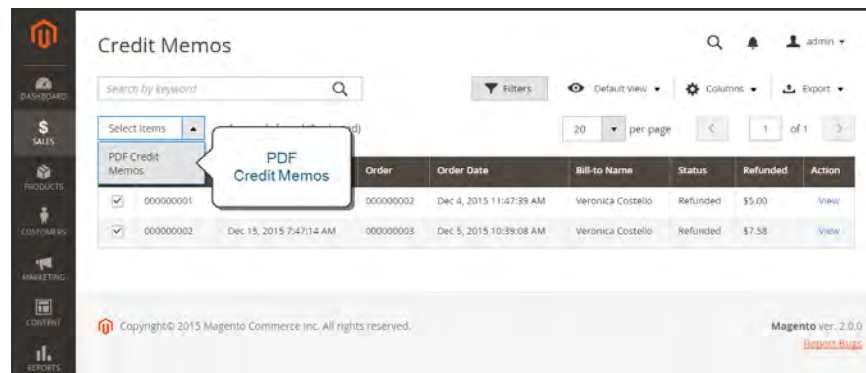 Credit Memos
admin
DASHBOARD
Search by keyword
Filters
Default View
Columns
Export
$
SALES
Select Items
20
per page
1
of 1
PRODUCTS
PDF Credit
Memos
PDF
Credit Memos
Order
Order Date
Bill-to Name
Status
Refunded
Action
000000001
000000002
Dec 4, 2015 11:47:39 AM
Veronica Costello
Refunded
$5.00
View
CUSTOMERS
000000002
Dec 15, 2015 7:47:14 AM
000000003
Dec 5, 2015 10:39:08 AM
Veronica Costello
Refunded
$7.58
View
MARKETING
CONTENT
Copyright© 2015 Magento Commerce Inc. All rights reserved.
Magento ver. 2.0.0
Report Bugs
REPORTS